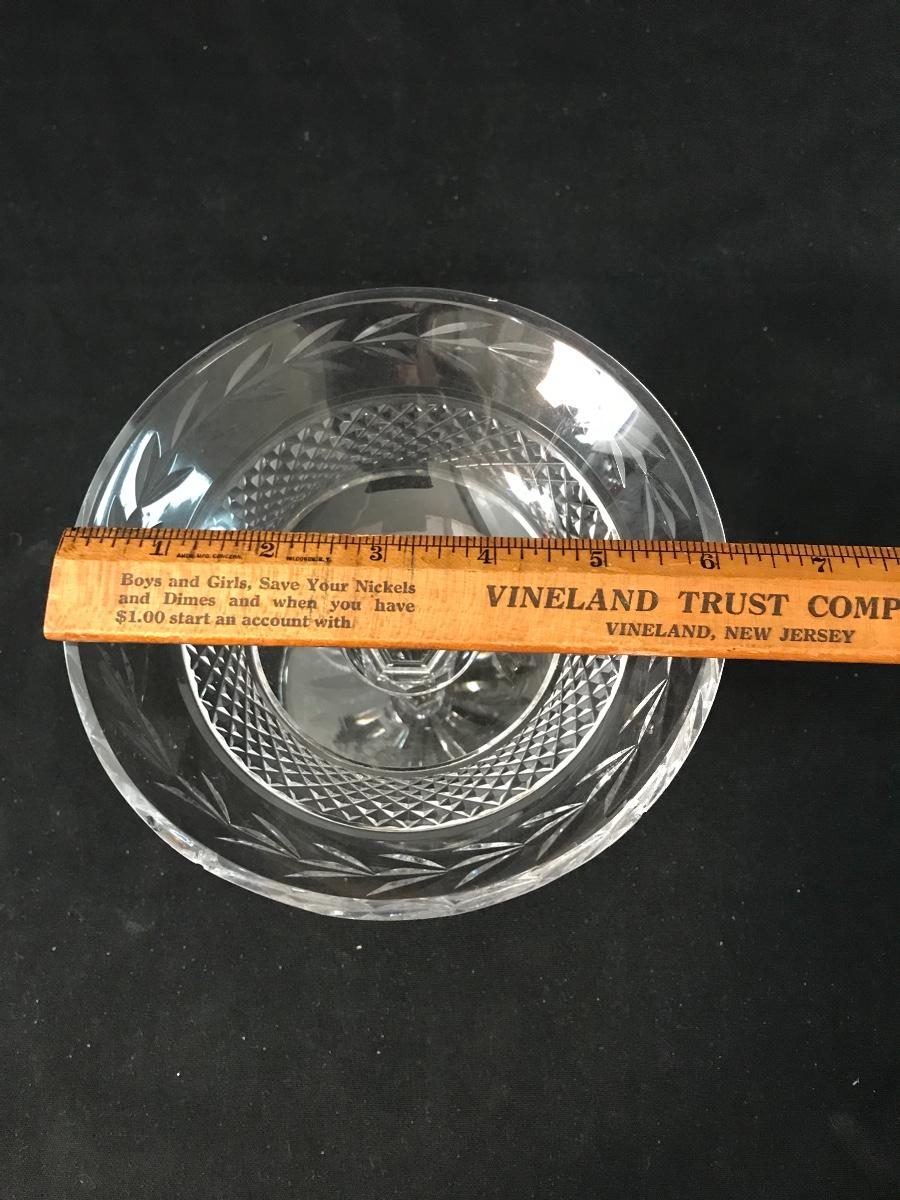 1 2 3 4 5 6 7
Boys and Girls, Save Your Nickels
and Dimes and when you have
$1.00 start an account with
VINELAND TRUST COMP
VINELAND, NEW JERSEY